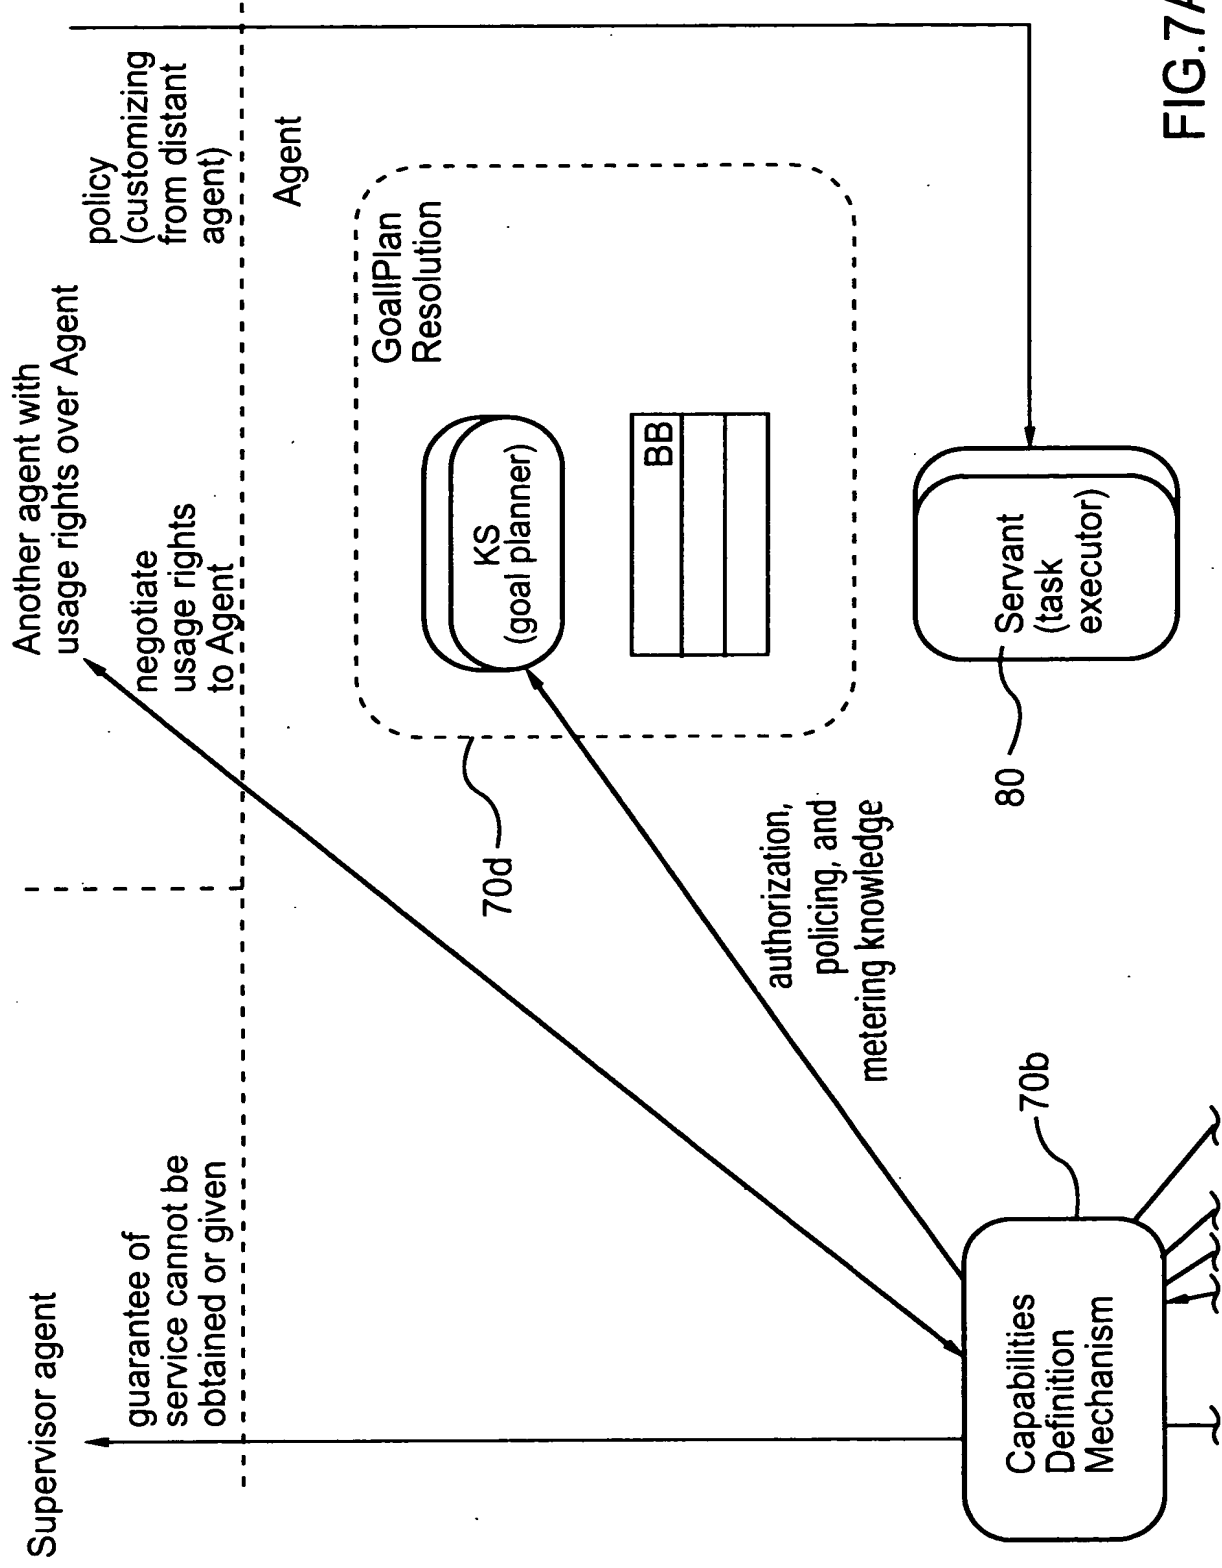 Supervisor agent
Another agent with
usage rights over Agent
guarantee of
service cannot be
obtained or given
negotiate
usage rights
to Agent
policy
(customizing
from distant
agent)
Agent
GoallPlan
Resolution
KS
(goal planner)
BB
70d
authorization,
policing, and
metering knowledge
Capabilities
Definition
Mechanism
70b
80
Servant
(task
executor)
FIG.7A